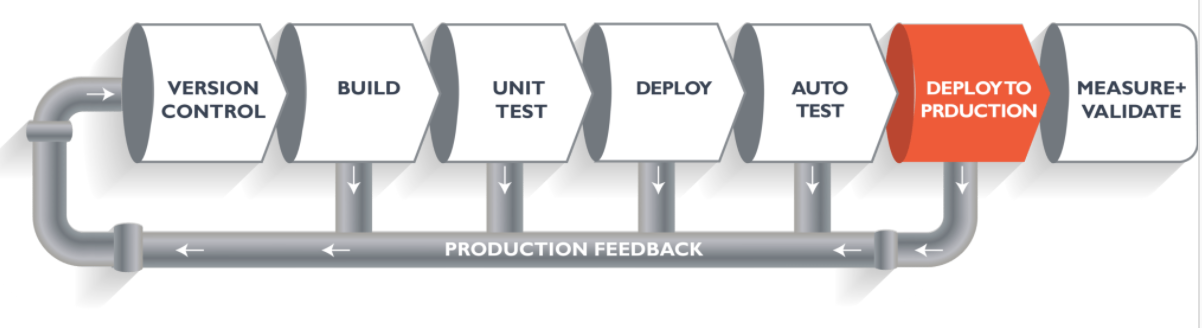 VERSION
CONTROL
BUILD
UNIT
TEST
DEPLOY
AUTO
TEST
DEPLOY TO
PRDUCTION
MEASURE+
VALIDATE
PRODUCTION FEEDBACK